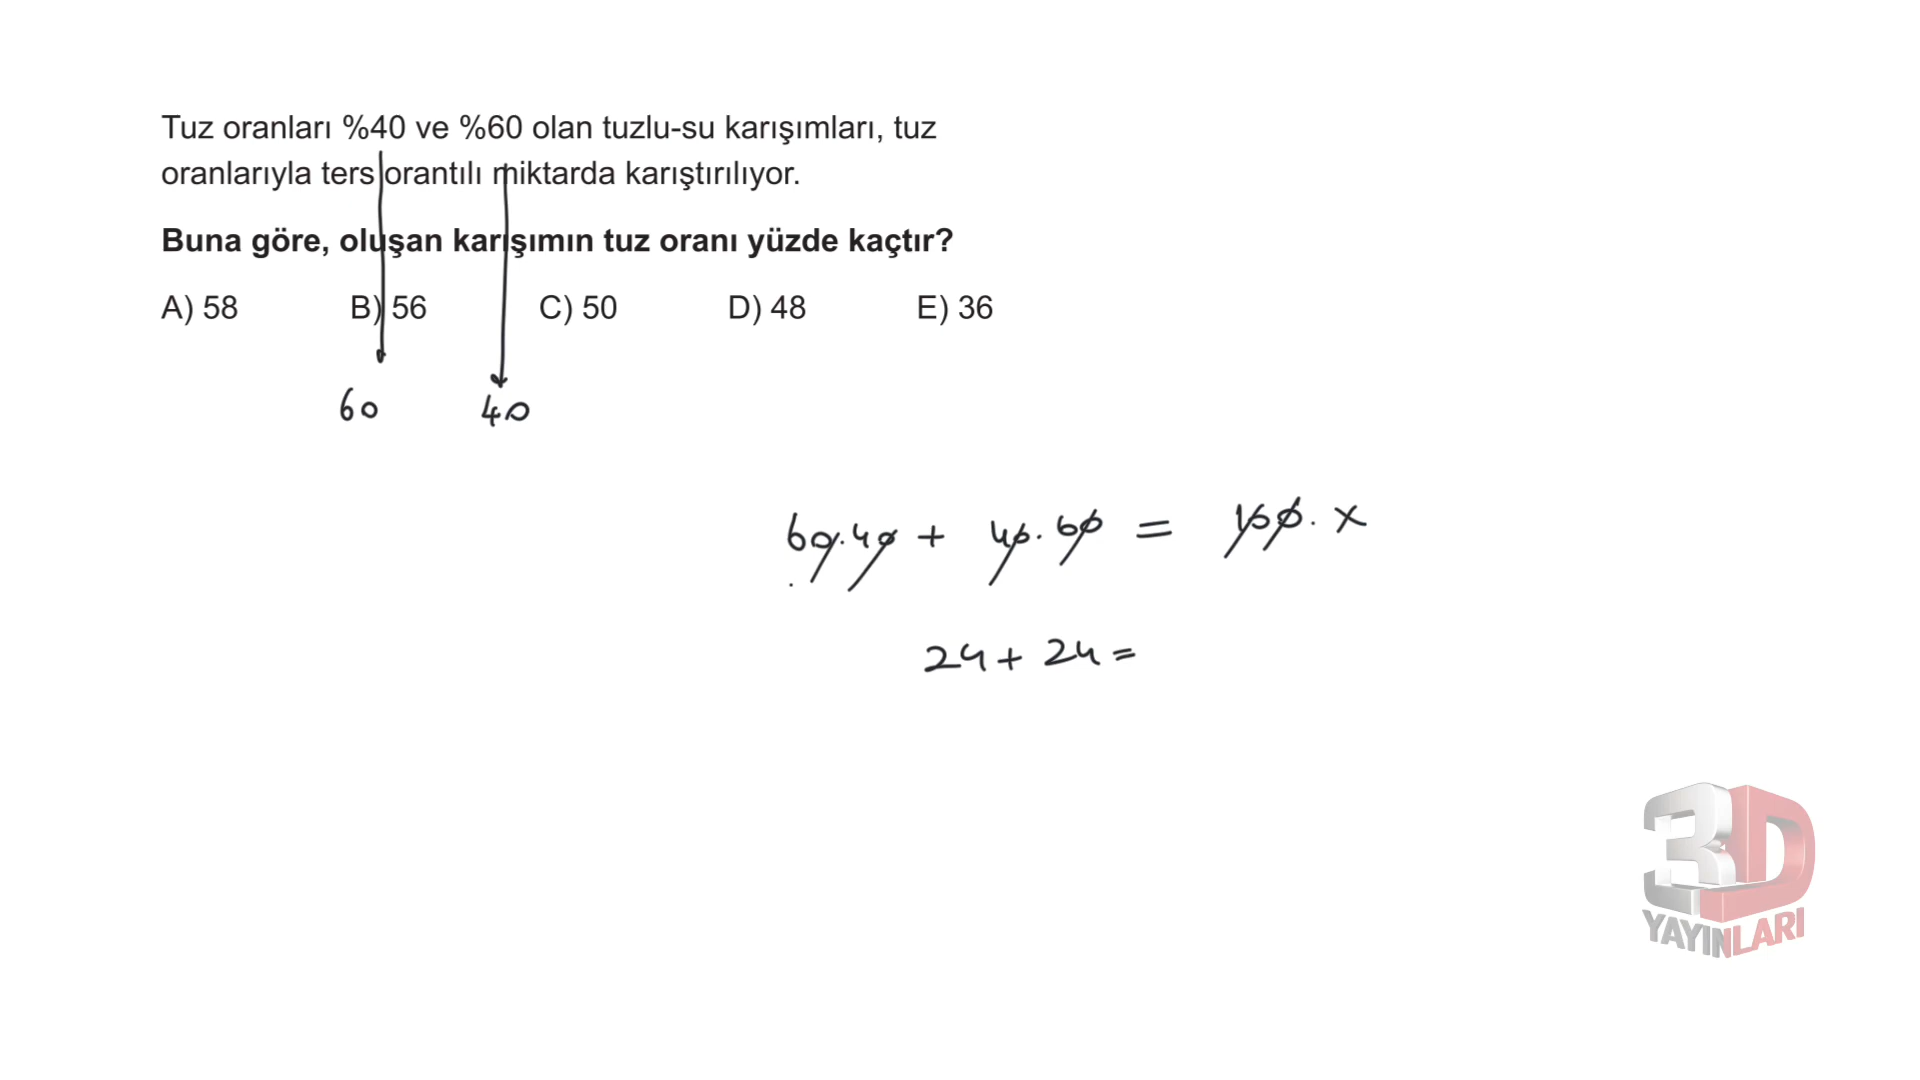 Tuz oranları %40 ve %60 olan tuzlu-su karışımları, tuz
oranlarıyla ters orantılı miktarda karıştırılıyor.
Buna göre, oluşan karışımın tuz oranı yüzde kaçtır?
A) 58 B) 56 C) 50 D) 48 E) 36
60 40
60.40 + 40.60 = 100. x
24 + 24 =
3D
YAYINLARI